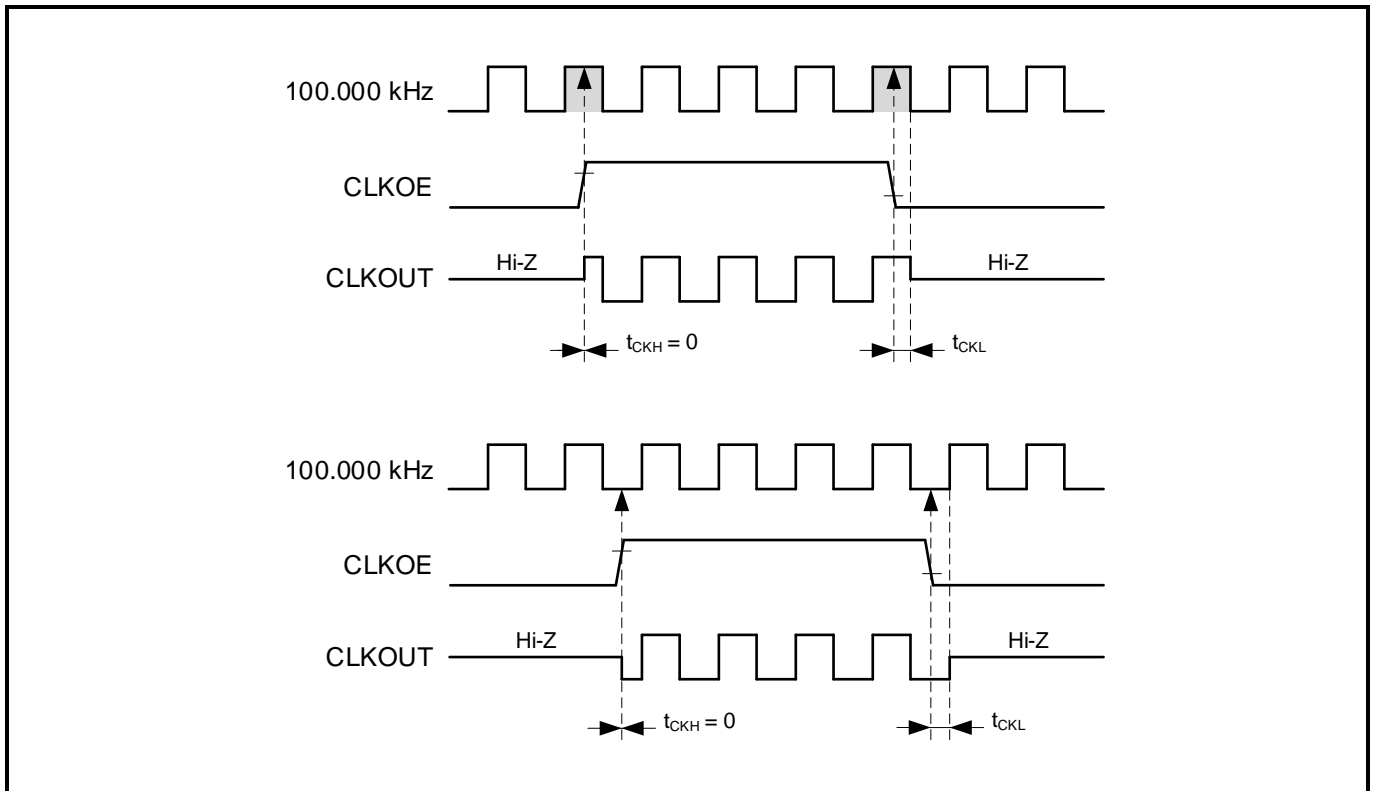 100.000 kHz
CLKOE
Hi-Z
Hi-Z
CLKOUT
tCKH = 0
tCKL
100.000 kHz
CLKOE
Hi-Z
Hi-Z
CLKOUT
tCKH = 0
tCKL